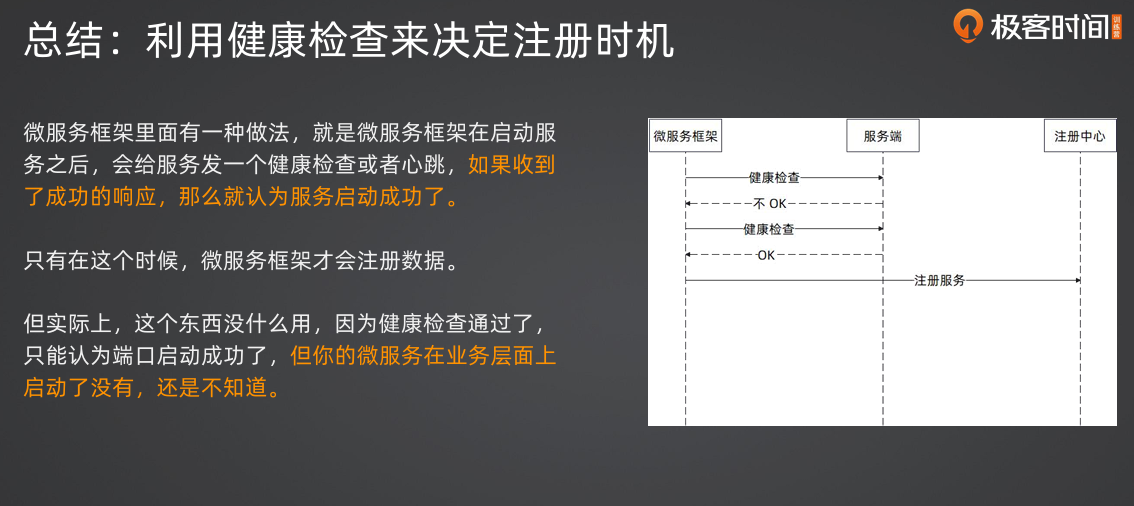 总结：利用健康检查来决定注册时机
极客时间
训练营
微服务框架里面有一种做法，就是微服务框架在启动服
务之后，会给服务发一个健康检查或者心跳，如果收到
了成功的响应，那么就认为服务启动成功了。
只有在这个时候，微服务框架才会注册数据。
但实际上，这个东西没什么用，因为健康检查通过了，
只能认为端口启动成功了，但你的微服务在业务层面上
启动了没有，还是不知道。
微服务框架
服务端
注册中心
健康检查
不 OK
健康检查
OK
注册服务